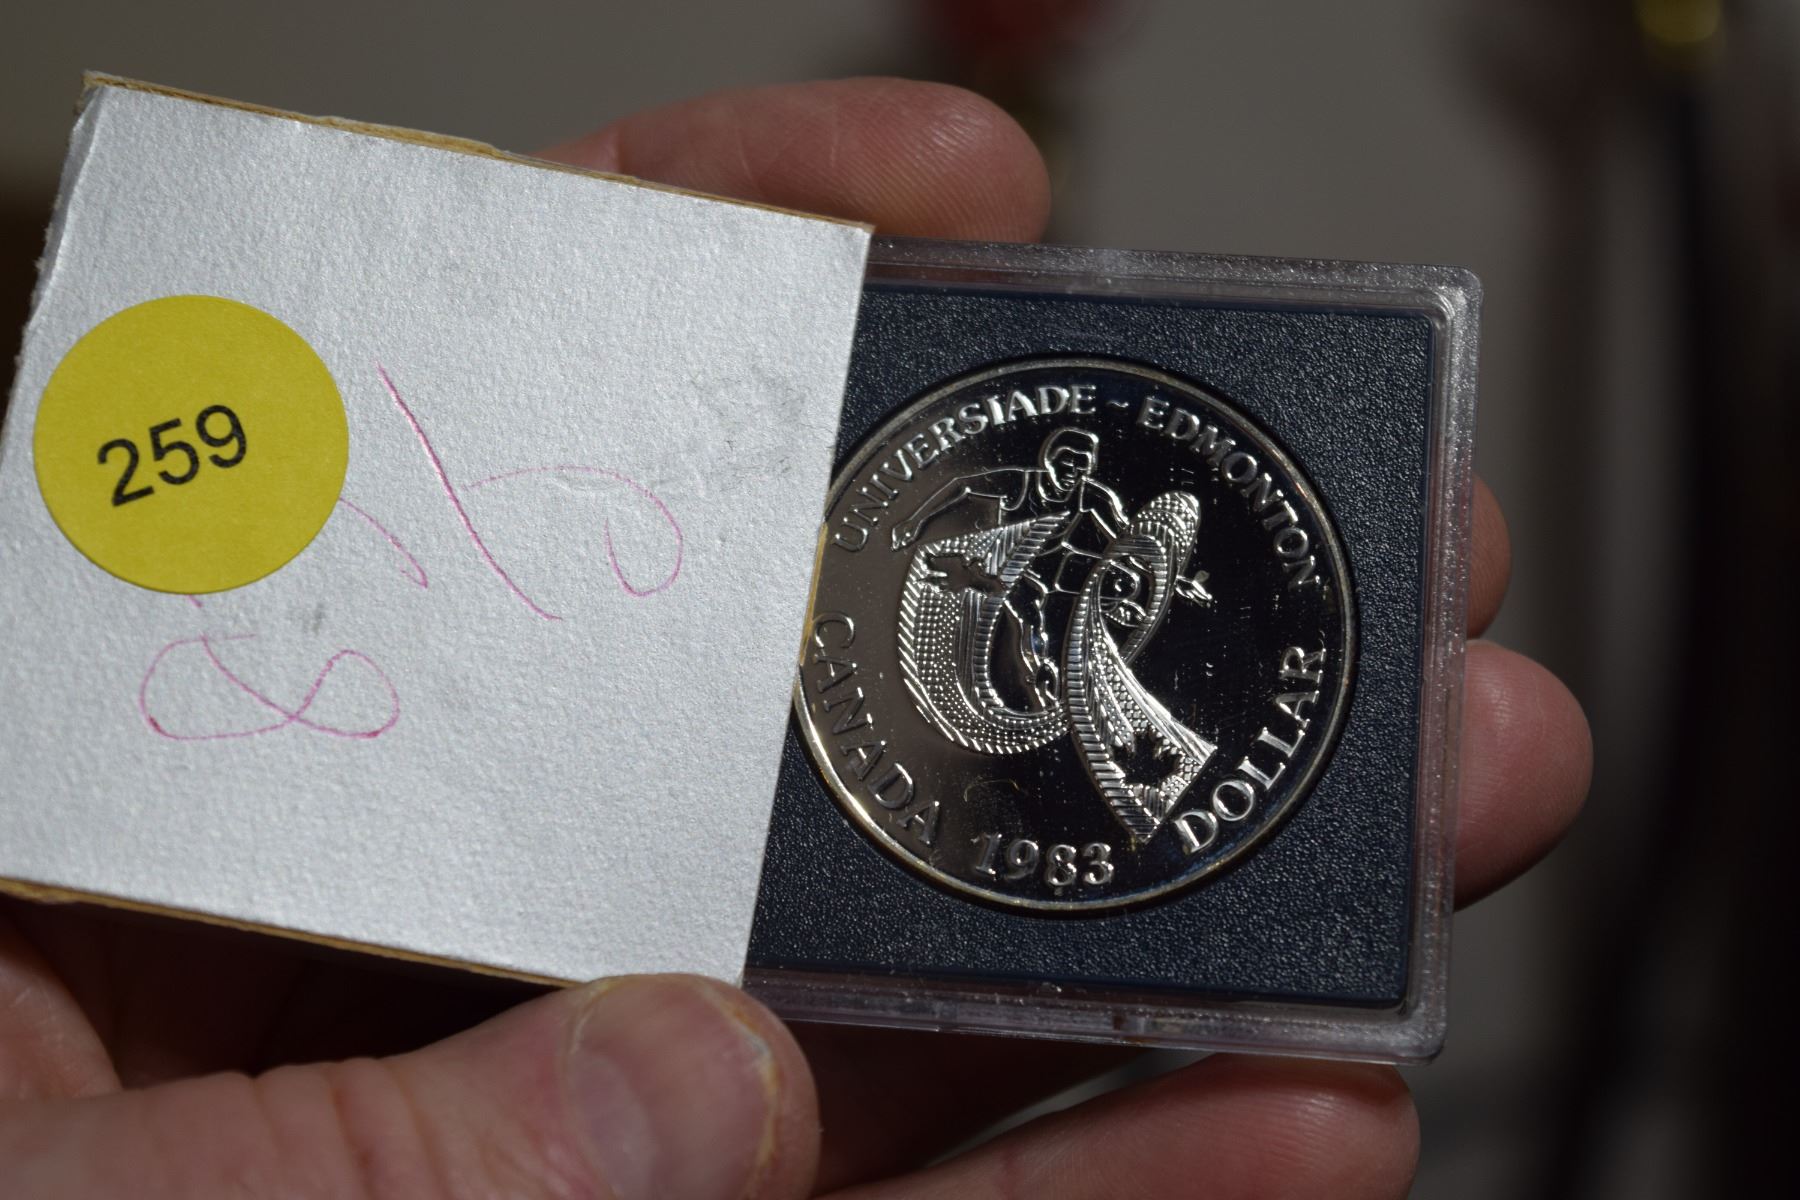 259
UNIVERSIADE ~ EDMONTON
CANADA 1983 DOLLAR